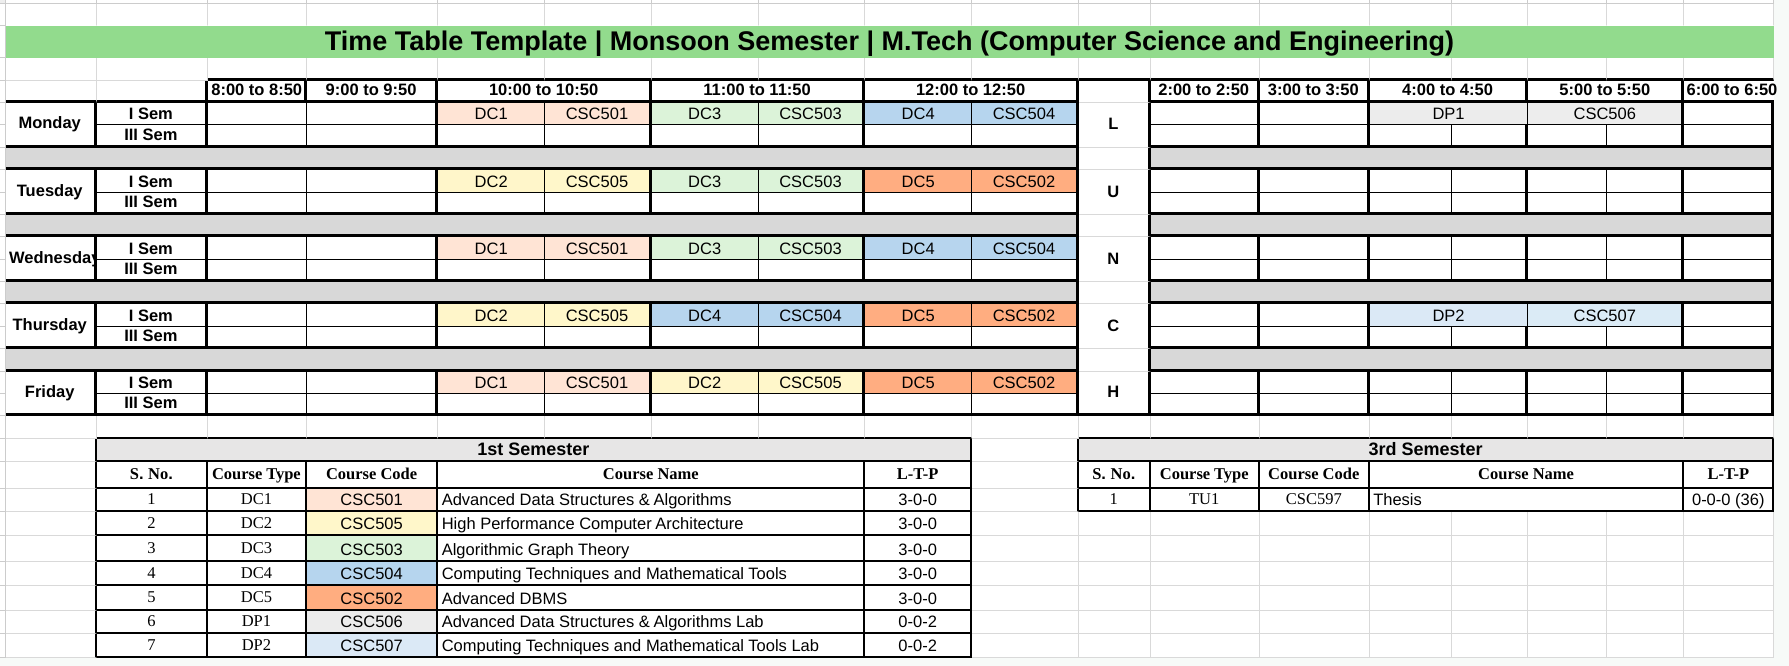 Time Table Template | Monsoon Semester | M.Tech (Computer Science and Engineering)
8:00 to 8:50 9:00 to 9:50 10:00 to 10:50 11:00 to 11:50 12:00 to 12:50 2:00 to 2:50 3:00 to 3:50 4:00 to 4:50 5:00 to 5:50 6:00 to 6:50
Monday I Sem DC1 CSC501 DC3 CSC503 DC4 CSC504 L DP1 CSC506
III Sem
Tuesday I Sem DC2 CSC505 DC3 CSC503 DC5 CSC502 U
III Sem
Wednesday I Sem DC1 CSC501 DC3 CSC503 DC4 CSC504 N
III Sem
Thursday I Sem DC2 CSC505 DC4 CSC504 DC5 CSC502 C DP2 CSC507
III Sem
Friday I Sem DC1 CSC501 DC2 CSC505 DC5 CSC502 H
III Sem
1st Semester
S. No. Course Type Course Code Course Name L-T-P
1 DC1 CSC501 Advanced Data Structures & Algorithms 3-0-0
2 DC2 CSC505 High Performance Computer Architecture 3-0-0
3 DC3 CSC503 Algorithmic Graph Theory 3-0-0
4 DC4 CSC504 Computing Techniques and Mathematical Tools 3-0-0
5 DC5 CSC502 Advanced DBMS 3-0-0
6 DP1 CSC506 Advanced Data Structures & Algorithms Lab 0-0-2
7 DP2 CSC507 Computing Techniques and Mathematical Tools Lab 0-0-2
3rd Semester
S. No. Course Type Course Code Course Name L-T-P
1 TU1 CSC597 Thesis 0-0-0 (36)